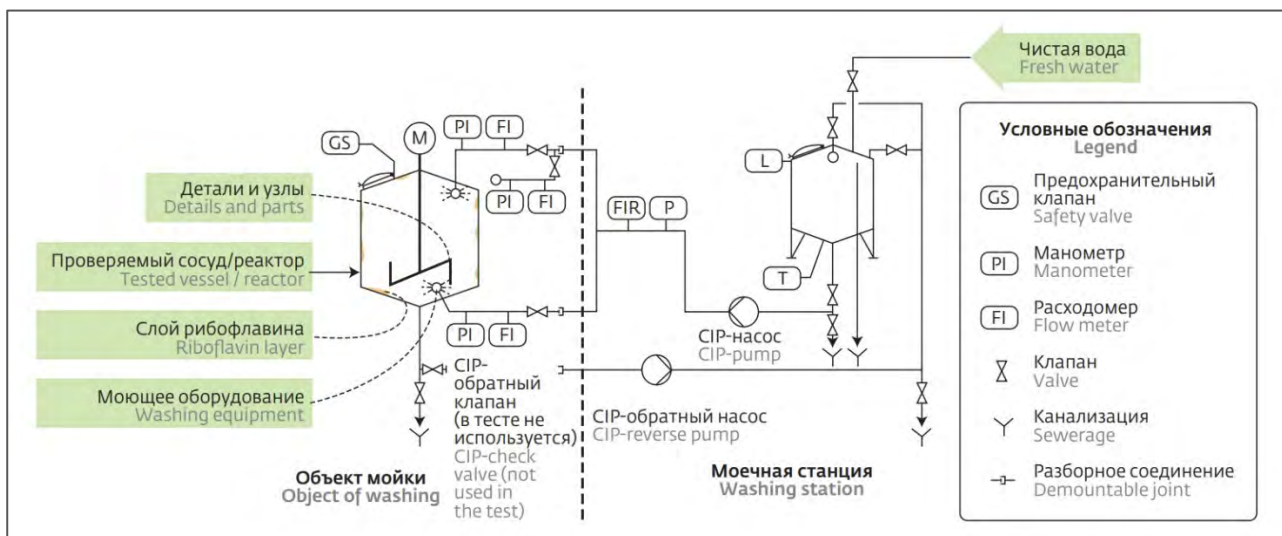 Чистая вода
Fresh water
GS
M
PI
FI
PI
FI
Детали и узлы
Details and parts
Проверяемый сосуд/реактор
Tested vessel / reactor
Слой рибофлавина
Riboflavin layer
Моющее оборудование
Washing equipment
PI
FI
FIR
P
L
T
CIP-насос
CIP-pump
CIP-
обратный
клапан
(в тесте не
используется)
CIP-check
valve (not
used in
the test)
CIP-обратный насос
CIP-reverse pump
Объект мойки
Object of washing
Моечная станция
Washing station
Условные обозначения
Legend
GS
Предохранительный
клапан
Safety valve
PI
Манометр
Manometer
FI
Расходомер
Flow meter
Клапан
Valve
Канализация
Sewerage
Разборное соединение
Demountable joint